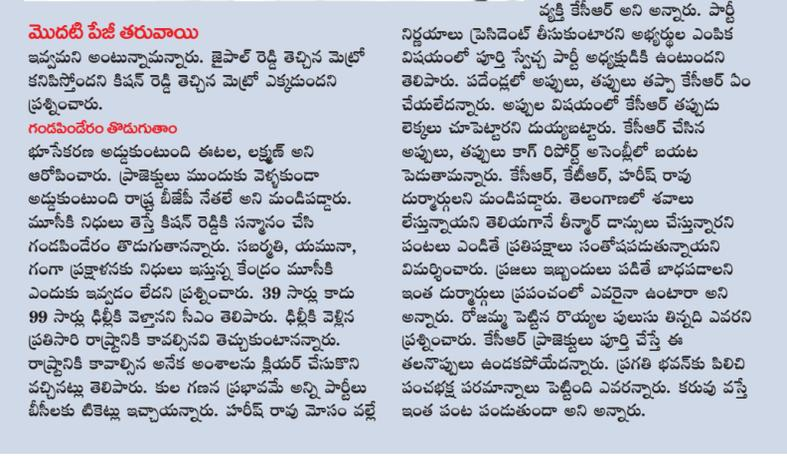 మొదటి పేజీ తరువాయి
ఇవ్వమని అంటున్నామన్నారు. జైపాల్ రెడ్డి తెచ్చిన మెట్రో
కనిపిస్తోందని కిషన్ రెడ్డి తెచ్చిన మెట్రో ఎక్కడుందని
ప్రశ్నించారు.
గండపెండేరం తొడుగుతాం
భూసేకరణ అడ్డుకుంటుంది ఈటల, లక్ష్మణ్ అని
ఆరోపించారు. ప్రాజెక్టులు ముందుకు వెళ్ళకుండా
అడ్డుకుంటుంది రాష్ట్ర బీజేపీ నేతలే అని మండిపడ్డారు.
మూసీకి నిధులు తెస్తే కిషన్ రెడ్డికి సన్మానం చేసి
గండపిండేరం తొడుగుతానన్నారు. సబర్మతి, యమునా,
గంగా ప్రక్షాళనకు నిధులు ఇస్తున్న కేంద్రం మూసీకి
ఎందుకు ఇవ్వడం లేదని ప్రశ్నించారు. 39 సార్లు కాదు
99 సార్లు ఢిల్లీకి వెళ్తానని సీఎం తెలిపారు. ఢిల్లీకి వెళ్లిన
ప్రతిసారి రాష్ట్రానికి కావల్సినవి తెచ్చుకుంటానన్నారు.
రాష్ట్రానికి కావాల్సిన అనేక అంశాలను క్లియర్ చేసుకొని
వచ్చినట్లు తెలిపారు. కుల గణన ప్రభావమే అన్ని పార్టీలు
బీసీలకు టికెట్లు ఇచ్చాయన్నారు. హరీష్ రావు మోసం వల్లే
వ్యక్తి కేసీఆర్ అని అన్నారు. పార్టీ
నిర్ణయాలు ప్రెసిడెంట్ తీసుకుంటారని అభ్యర్థుల ఎంపిక
విషయంలో పూర్తి స్వేచ్ఛ పార్టీ అధ్యక్షుడికి ఉంటుందని
తెలిపారు. పదేండ్లలో అప్పులు, తప్పులు తప్పా కేసీఆర్ ఏం
చేయలేదన్నారు. అప్పుల విషయంలో కేసీఆర్ తప్పుడు
లెక్కలు చూపెట్టారని దుయ్యబట్టారు. కేసీఆర్ చేసిన
అప్పులు, తప్పులు కాగ్ రిపోర్ట్ అసెంబ్లీలో బయట
పెడుతామన్నారు. కేసీఆర్, కేటీఆర్, హరీష్ రావు
దుర్మార్గులని మండిపడ్డారు. తెలంగాణలో శవాలు
లేస్తున్నాయని తెలియగానే తీన్మార్ డాన్సులు చేస్తున్నారని
పంటలు ఎండితే ప్రతిపక్షాలు సంతోషపడుతున్నాయని
విమర్శించారు. ప్రజలు ఇబ్బందులు పడితే బాధపడాలని
ఇంత దుర్మార్గులు ప్రపంచంలో ఎవరైనా ఉంటారా అని
అన్నారు. రోజమ్మ పెట్టిన రొయ్యల పులుసు తిన్నది ఎవరని
ప్రశ్నించారు. కేసీఆర్ ప్రాజెక్టులు పూర్తి చేస్తే ఈ
తలనొప్పులు ఉండకపోయేదన్నారు. ప్రగతి భవన్‌కు పిలిచి
పంచభక్ష పరమాన్నాలు పెట్టింది ఎవరన్నారు. కరువు వస్తే
ఇంత పంట పండుతుందా అని అన్నారు.